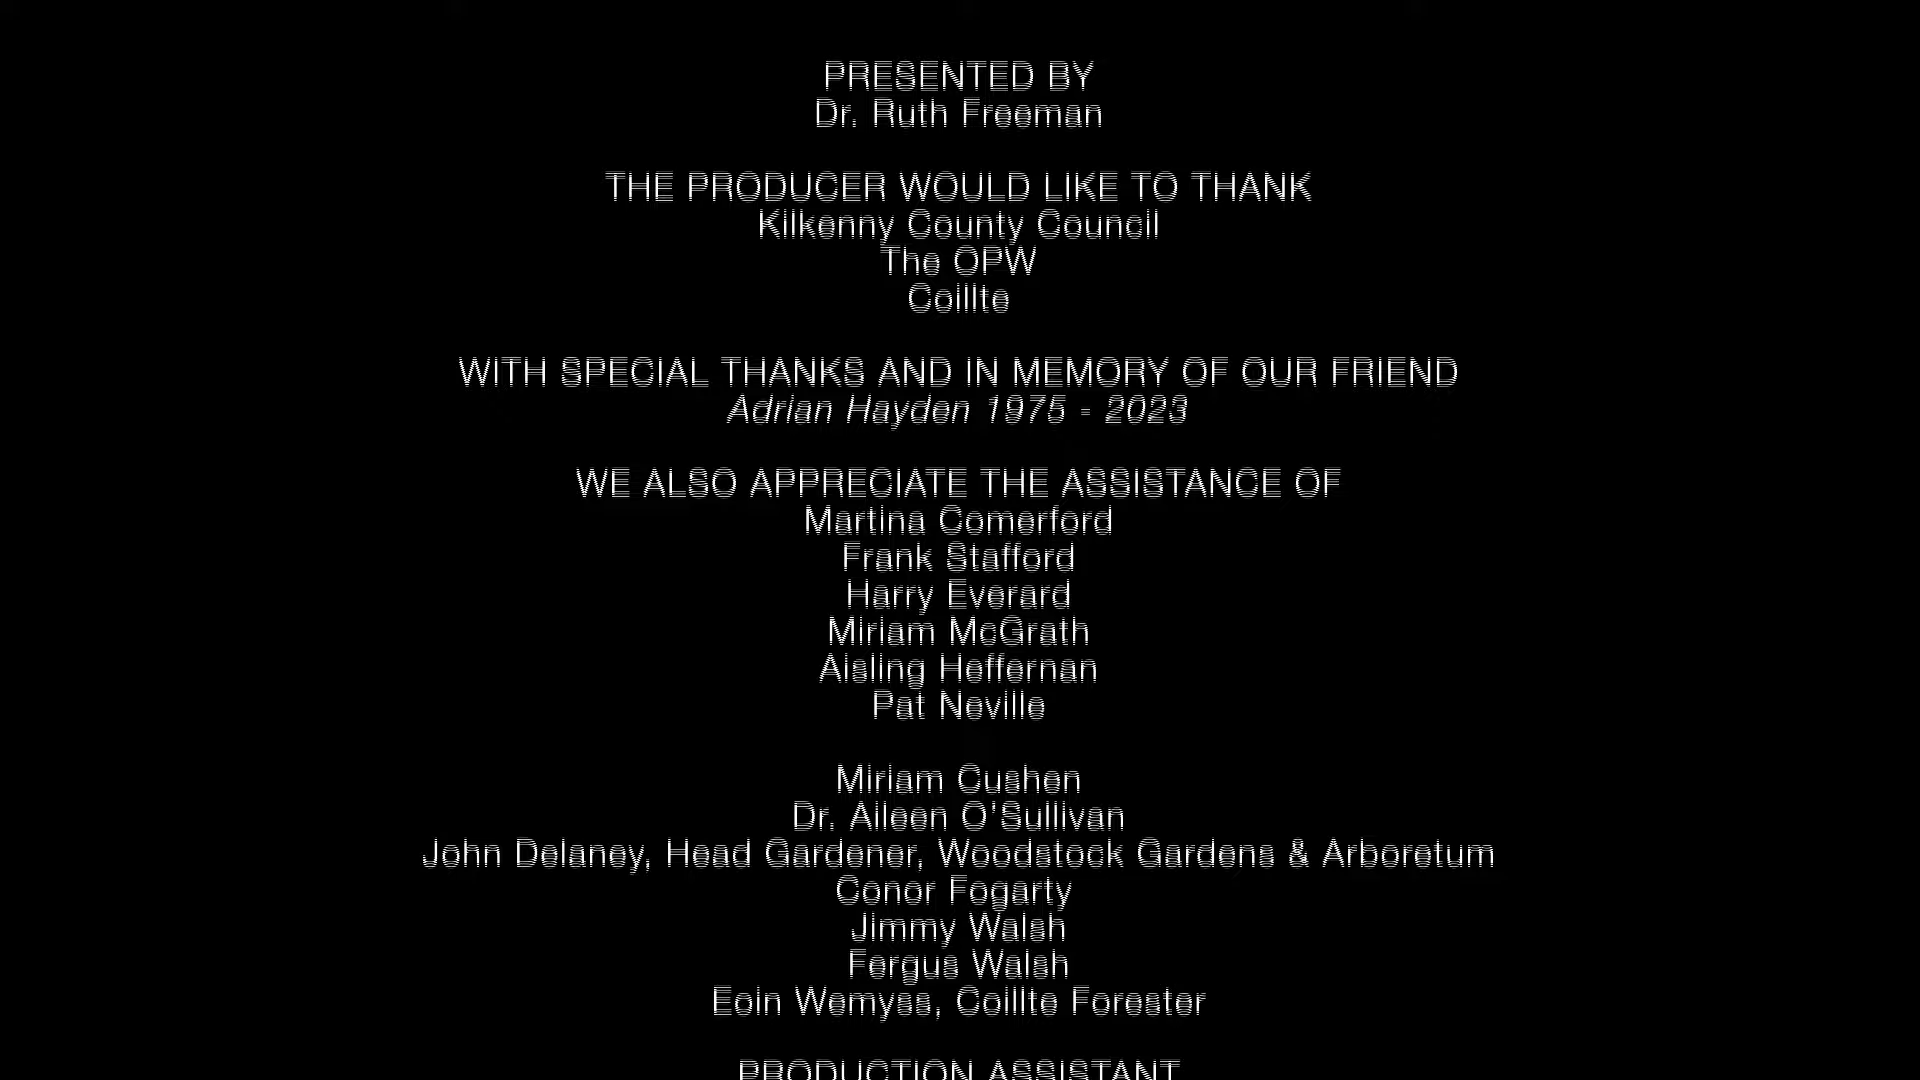 PRESENTED BY
Dr. Ruth Freeman
THE PRODUCER WOULD LIKE TO THANK
Kilkenny County Council
The OPW
Coillte
WITH SPECIAL THANKS AND IN MEMORY OF OUR FRIEND
Adrian Hayden 1975 - 2023
WE ALSO APPRECIATE THE ASSISTANCE OF
Martina Comerford
Frank Stafford
Harry Everard
Miriam McGrath
Aisling Heffernan
Pat Neville
Miriam Cushen
Dr. Aileen O'Sullivan
John Delaney, Head Gardener, Woodstock Gardens & Arboretum
Conor Fogarty
Jimmy Walsh
Fergus Walsh
Eoin Wemyss, Coillte Forester
PRODUCTION ASSISTANT